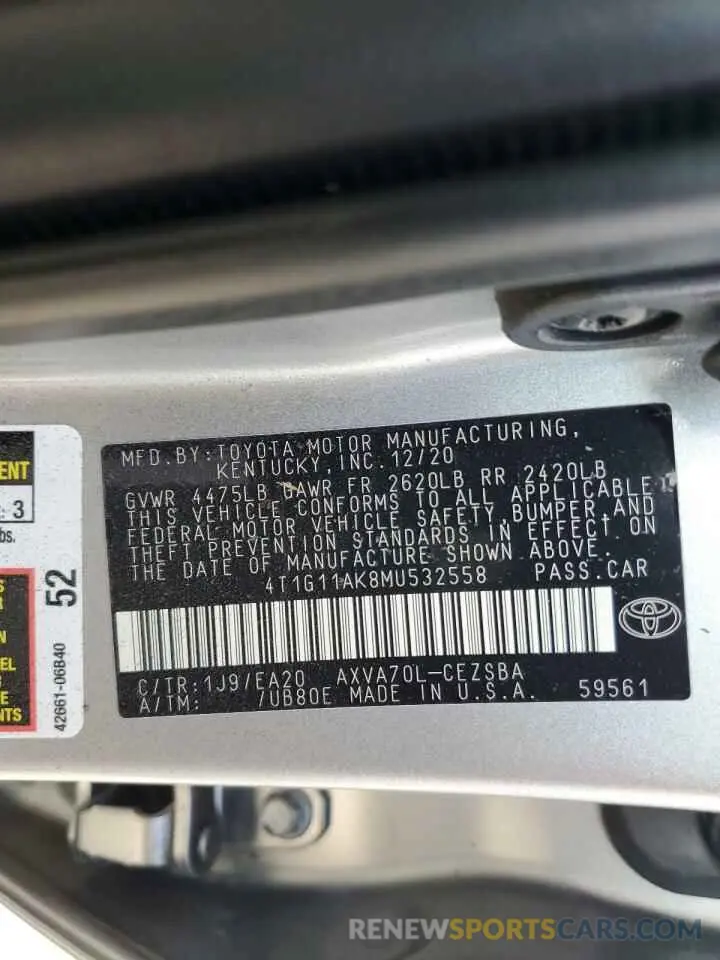 MFD.BY:TOYOTA MOTOR MANUFACTURING,
KENTUCKY,INC.12/20
GVWR 4475LB GAWR FR 2620LB RR 2420LB
THIS VEHICLE CONFORMS TO ALL APPLICABLE
FEDERAL MOTOR VEHICLE SAFETY,BUMPER,AND
THEFT PREVENTION STANDARDS IN EFFECT ON
THE DATE OF MANUFACTURE SHOWN ABOVE.
4T1G11AK8MU532558 PASS.CAR
C/TR:1J9/EA20 AXVA70L-CEZSBA
A/TM: /UB80E MADE IN U.S.A. 59561
3
52
42661-06B40
RENEWSPORTSCARS.COM